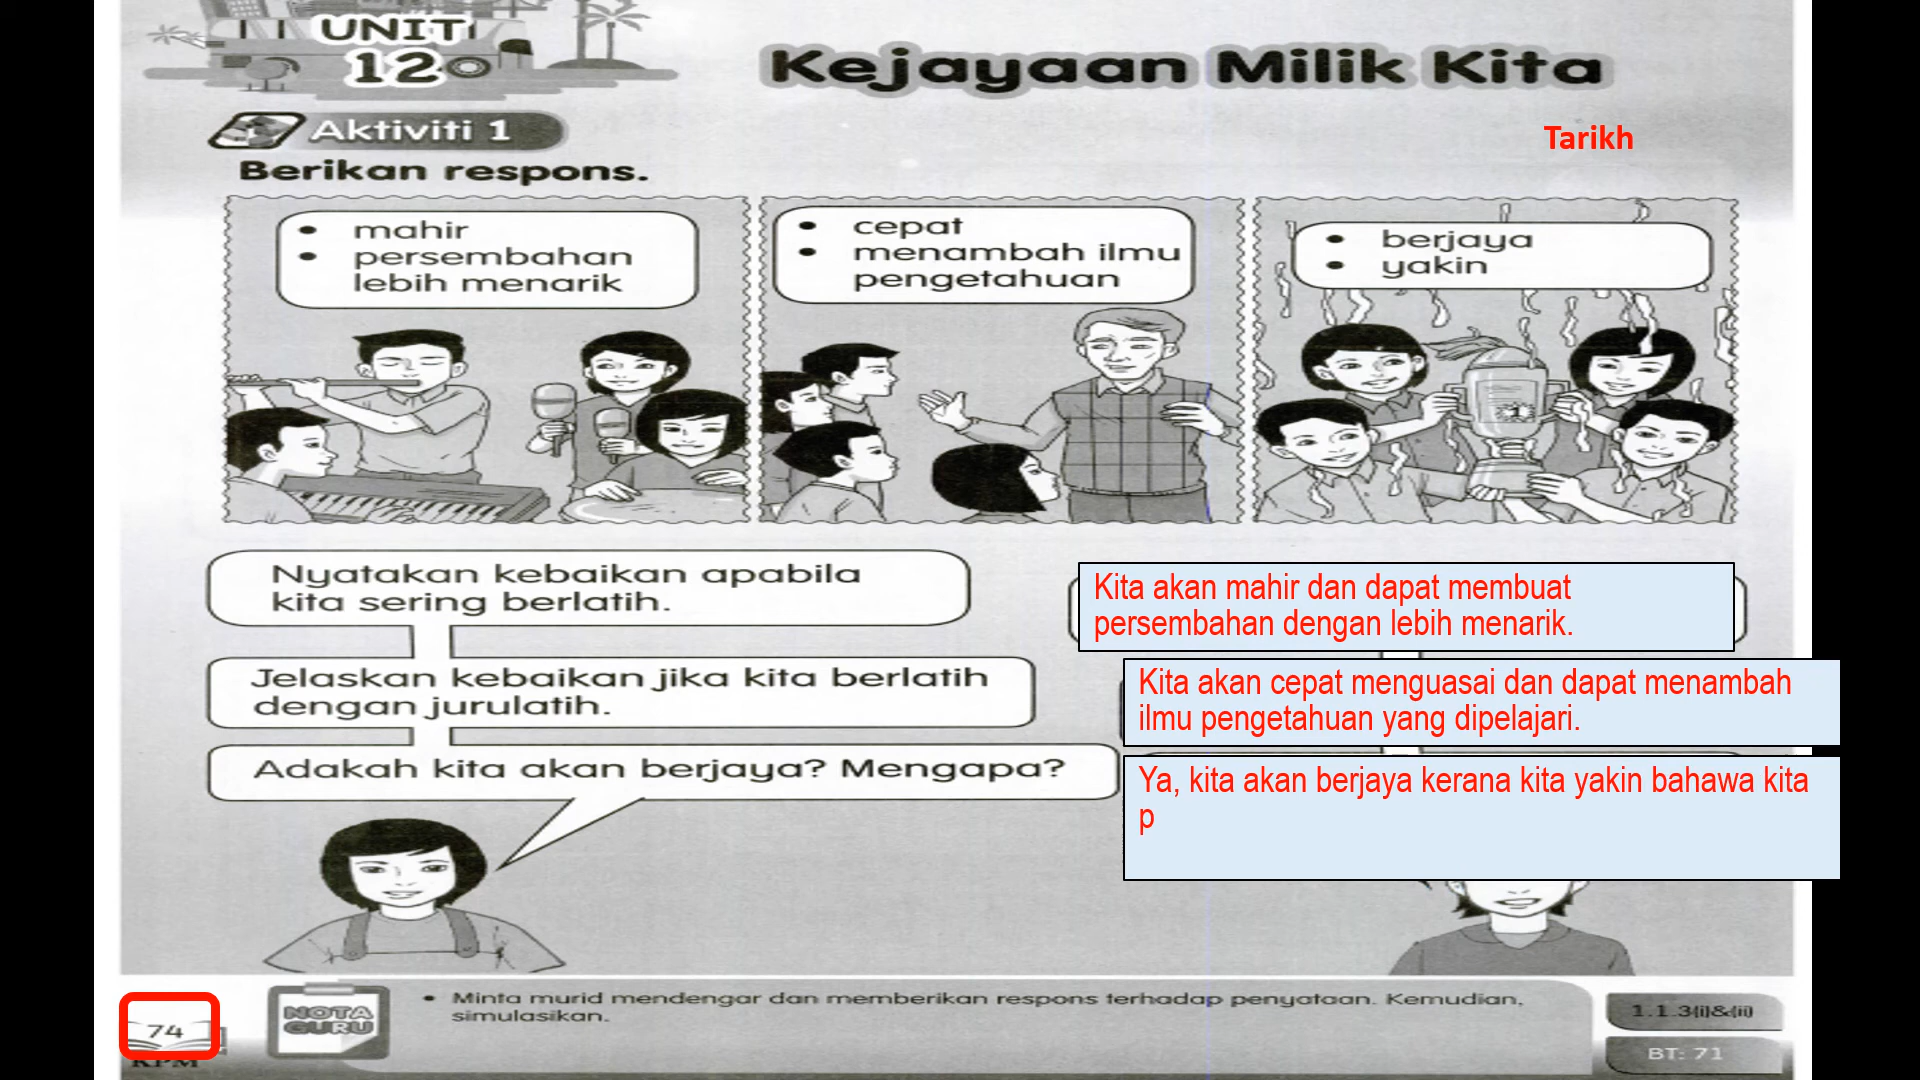 UNIT
12
Kejayaan Milik Kita
Aktiviti 1
Tarikh
Berikan respons.
• mahir
• persembahan
lebih menarik
• cepat
• menambah ilmu
pengetahuan
• berjaya
• yakin
1
Nyatakan kebaikan apabila
kita sering berlatih.
Kita akan mahir dan dapat membuat
persembahan dengan lebih menarik.
Jelaskan kebaikan jika kita berlatih
dengan jurulatih.
Kita akan cepat menguasai dan dapat menambah
ilmu pengetahuan yang dipelajari.
Adakah kita akan berjaya? Mengapa?
Ya, kita akan berjaya kerana kita yakin bahawa kita
p
74
KPM
NOTA
GURU
• Minta murid mendengar dan memberikan respons terhadap penyataan. Kemudian,
simulasikan.
1.1.3(i)&(ii)
BT: 71